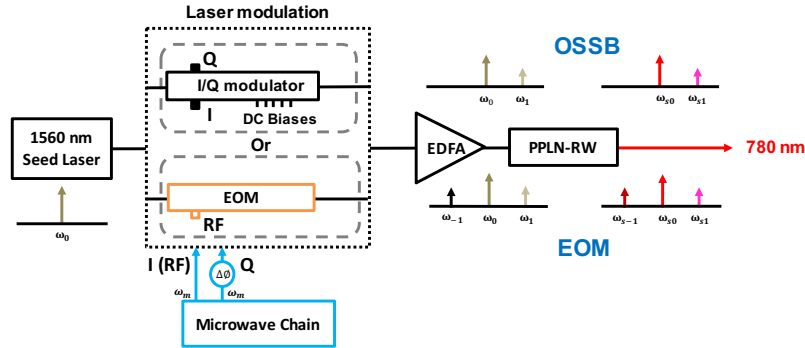 Laser modulation
Q
I/Q modulator
I
DC Biases
Or
EOM
RF
1560 nm
Seed Laser
ω₀
I (RF)
Q
Δø
ωₘ
ωₘ
Microwave Chain
OSSB
ω₀
ω₁
ωₛ₀
ωₛ₁
EDFA
PPLN-RW
780 nm
ω₋₁
ω₀
ω₁
ωₛ₋₁
ωₛ₀
ωₛ₁
EOM